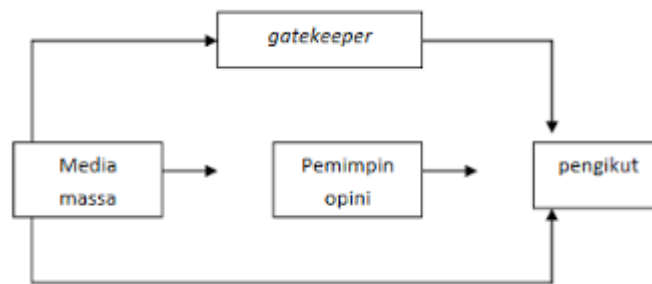 gatekeeper
Media
massa
Pemimpin
opini
pengikut